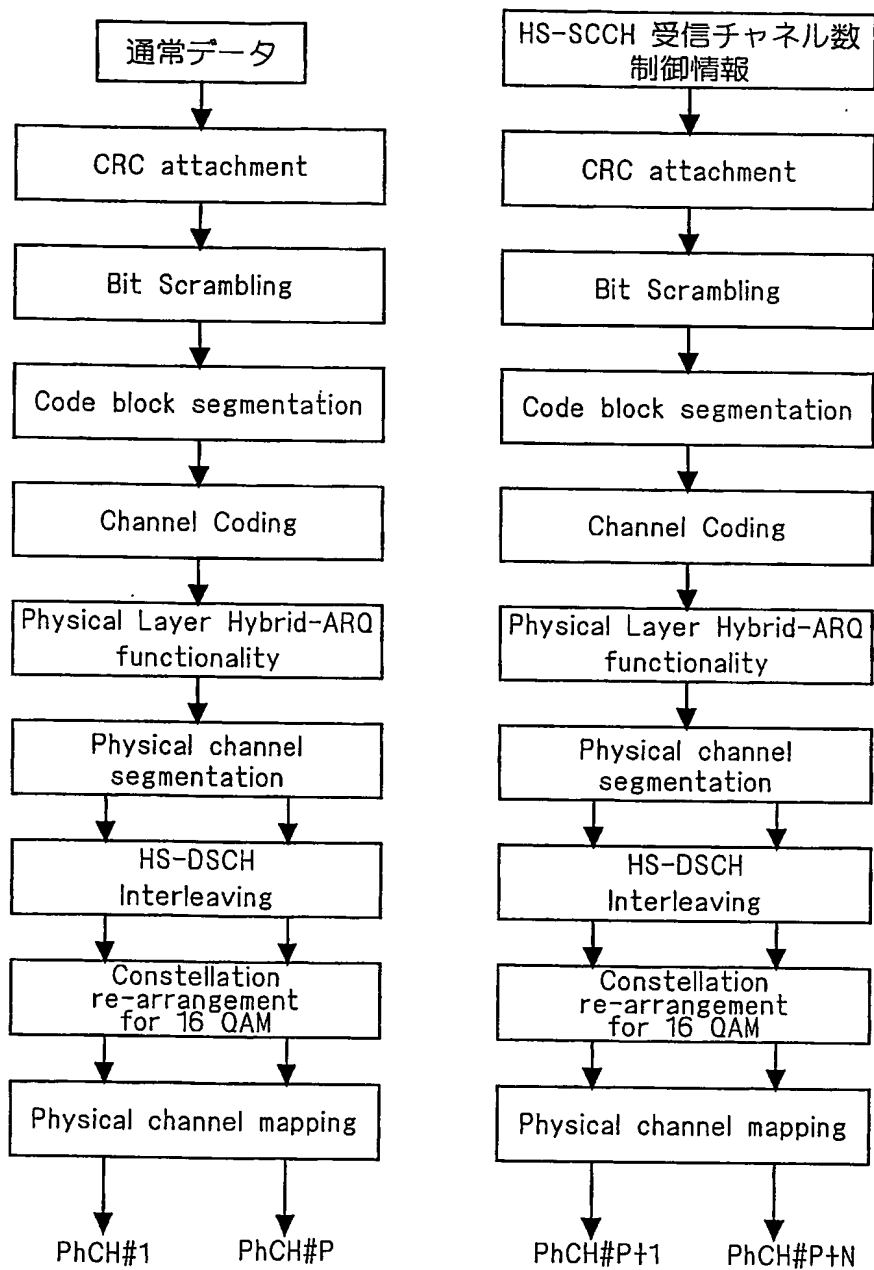 通常データ
CRC attachment
Bit Scrambling
Code block segmentation
Channel Coding
Physical Layer Hybrid-ARQ
functionality
Physical channel
segmentation
HS-DSCH
Interleaving
Constellation
re-arrangement
for 16 QAM
Physical channel mapping
PhCH#1
PhCH#P
HS-SCCH 受信チャネル数
制御情報
CRC attachment
Bit Scrambling
Code block segmentation
Channel Coding
Physical Layer Hybrid-ARQ
functionality
Physical channel
segmentation
HS-DSCH
Interleaving
Constellation
re-arrangement
for 16 QAM
Physical channel mapping
PhCH#P+1
PhCH#P+N